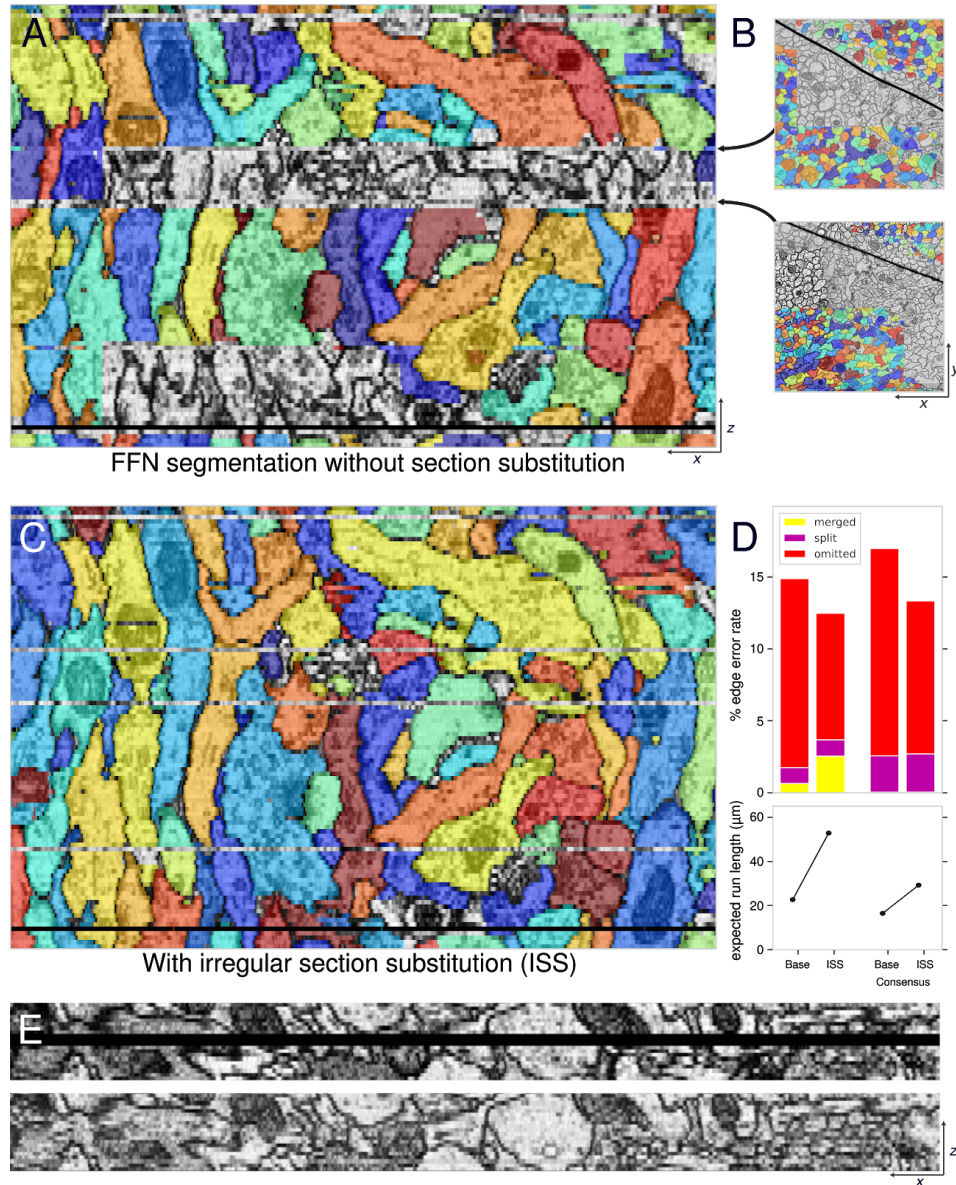 A
B
y
x
z
x
FFN segmentation without section substitution
C
D
merged
split
omitted
15
10
5
0
% edge error rate
60
40
20
0
expected run length (µm)
Base ISS Base ISS
Consensus
With irregular section substitution (ISS)
E
z
x